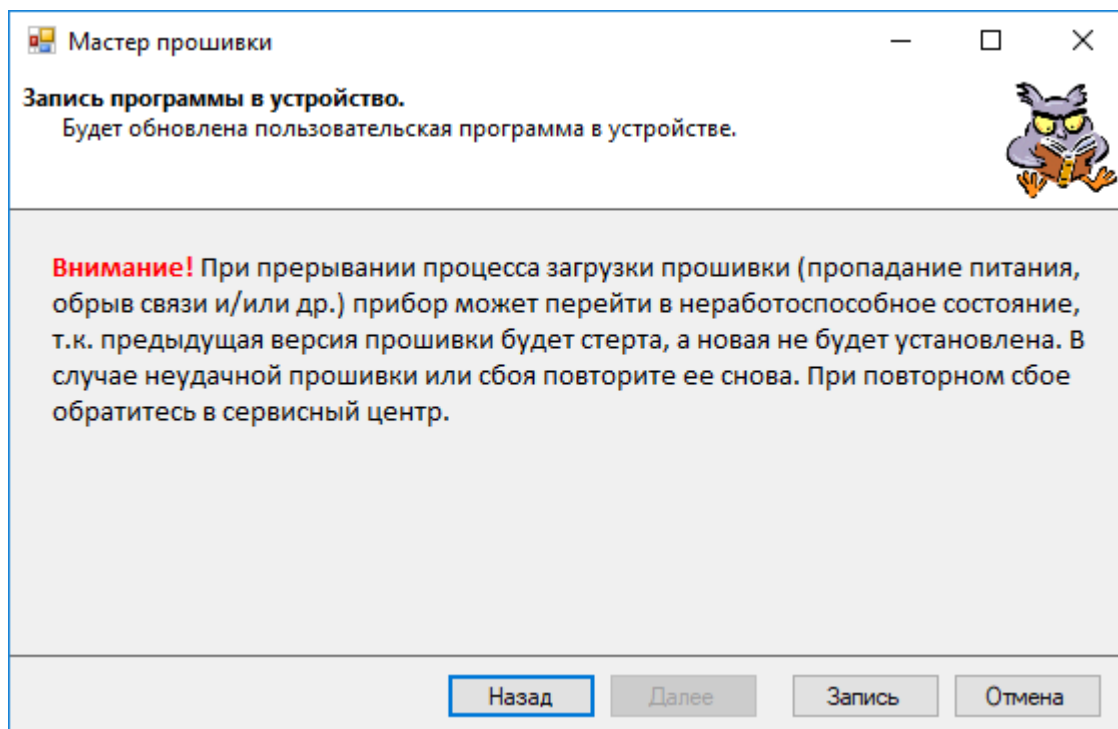 Мастер прошивки
Запись программы в устройство.
Будет обновлена пользовательская программа в устройстве.
Внимание! При прерывании процесса загрузки прошивки (пропадание питания,
обрыв связи и/или др.) прибор может перейти в неработоспособное состояние,
т.к. предыдущая версия прошивки будет стерта, а новая не будет установлена. В
случае неудачной прошивки или сбоя повторите ее снова. При повторном сбое
обратитесь в сервисный центр.
Назад Далее Запись Отмена